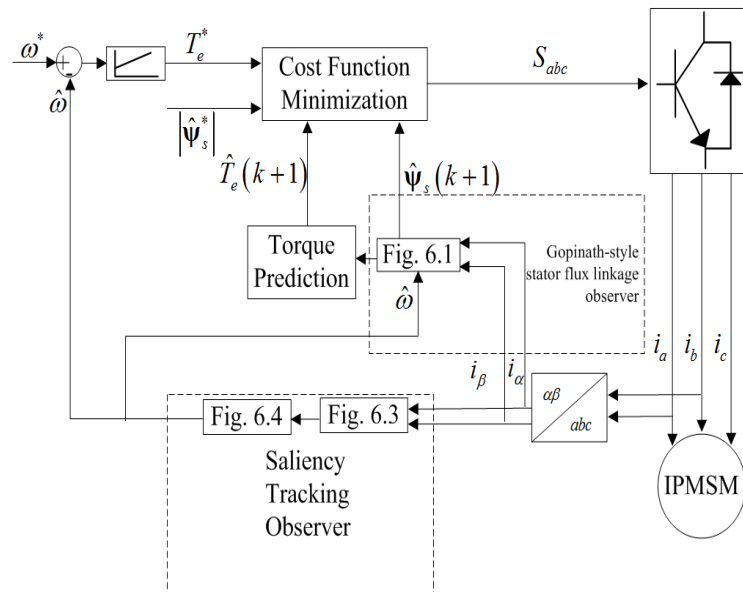 ω*
+
-
ω̂
T_e^*
Cost Function
Minimization
S_abc
|ψ̂_s^*|
T̂_e(k+1)
ψ̂_s(k+1)
Torque
Prediction
Fig. 6.1
Gopinath-style
stator flux linkage
observer
ω̂
i_a
i_b
i_c
i_β
i_α
αβ
abc
Fig. 6.4
Fig. 6.3
Saliency
Tracking
Observer
IPMSM